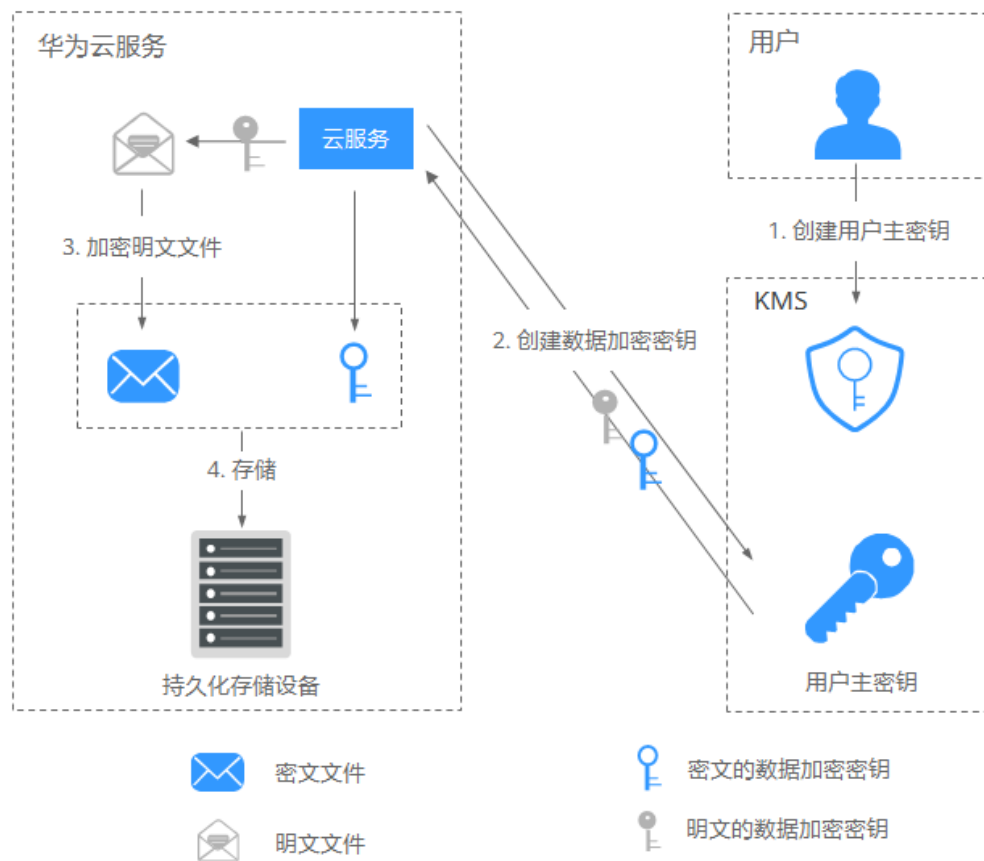 华为云服务
用户
云服务
1. 创建用户主密钥
3. 加密明文文件
KMS
2. 创建数据加密密钥
4. 存储
持久化存储设备
用户主密钥
密文文件
密文的数据加密密钥
明文文件
明文的数据加密密钥